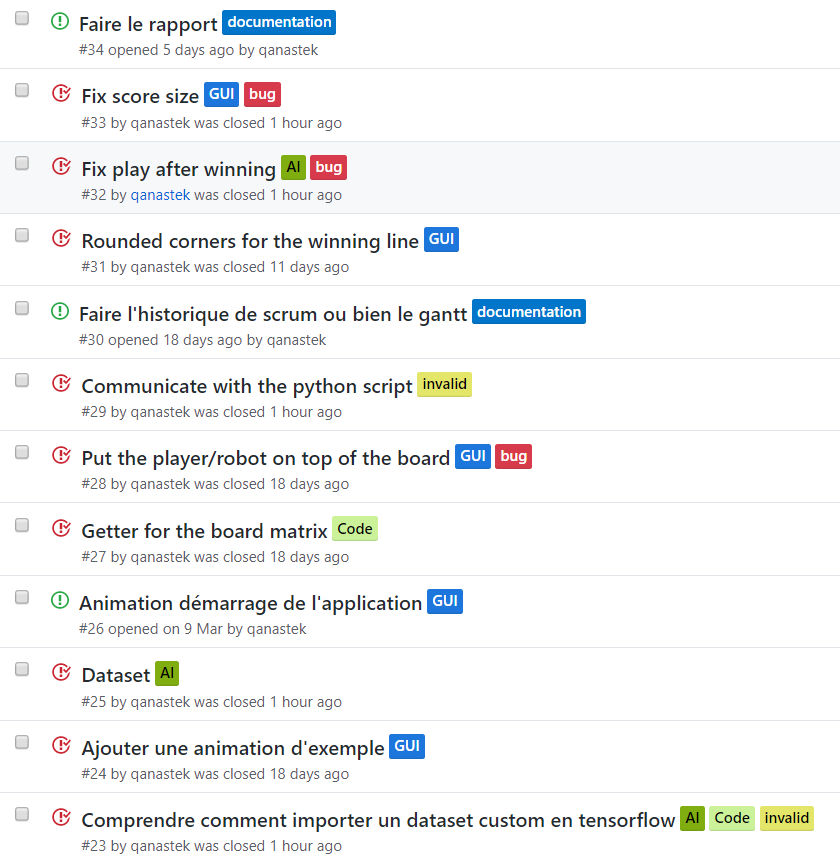 Faire le rapport documentation
#34 opened 5 days ago by qanastek
Fix score size GUI bug
#33 by qanastek was closed 1 hour ago
Fix play after winning AI bug
#32 by qanastek was closed 1 hour ago
Rounded corners for the winning line GUI
#31 by qanastek was closed 11 days ago
Faire l'historique de scrum ou bien le gantt documentation
#30 opened 18 days ago by qanastek
Communicate with the python script invalid
#29 by qanastek was closed 1 hour ago
Put the player/robot on top of the board GUI bug
#28 by qanastek was closed 18 days ago
Getter for the board matrix Code
#27 by qanastek was closed 18 days ago
Animation démarrage de l'application GUI
#26 opened on 9 Mar by qanastek
Dataset AI
#25 by qanastek was closed 1 hour ago
Ajouter une animation d'exemple GUI
#24 by qanastek was closed 18 days ago
Comprendre comment importer un dataset custom en tensorflow AI Code invalid
#23 by qanastek was closed 1 hour ago